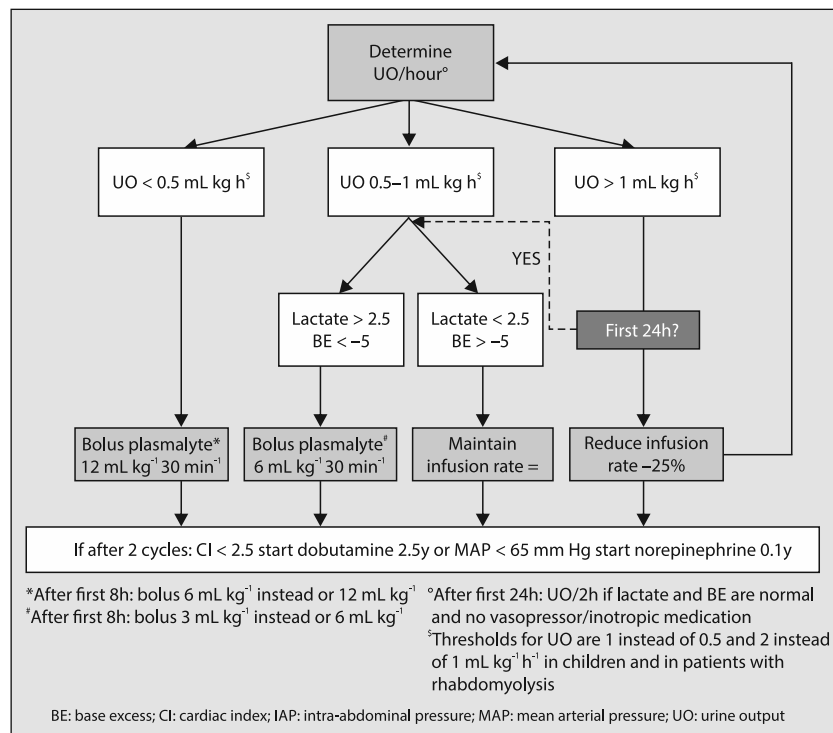 Determine
UO/hour°
UO < 0.5 mL kg h$
UO 0.5–1 mL kg h$
UO > 1 mL kg h$
YES
Lactate > 2.5
BE < –5
Lactate < 2.5
BE > –5
First 24h?
Bolus plasmalyte*
12 mL kg⁻¹ 30 min⁻¹
Bolus plasmalyte#
6 mL kg⁻¹ 30 min⁻¹
Maintain
infusion rate =
Reduce infusion
rate –25%
If after 2 cycles: CI < 2.5 start dobutamine 2.5y or MAP < 65 mm Hg start norepinephrine 0.1y
*After first 8h: bolus 6 mL kg⁻¹ instead or 12 mL kg⁻¹
#After first 8h: bolus 3 mL kg⁻¹ instead or 6 mL kg⁻¹
°After first 24h: UO/2h if lactate and BE are normal
and no vasopressor/inotropic medication
$Thresholds for UO are 1 instead of 0.5 and 2 instead
of 1 mL kg⁻¹ h⁻¹ in children and in patients with
rhabdomyolysis
BE: base excess; CI: cardiac index; IAP: intra-abdominal pressure; MAP: mean arterial pressure; UO: urine output